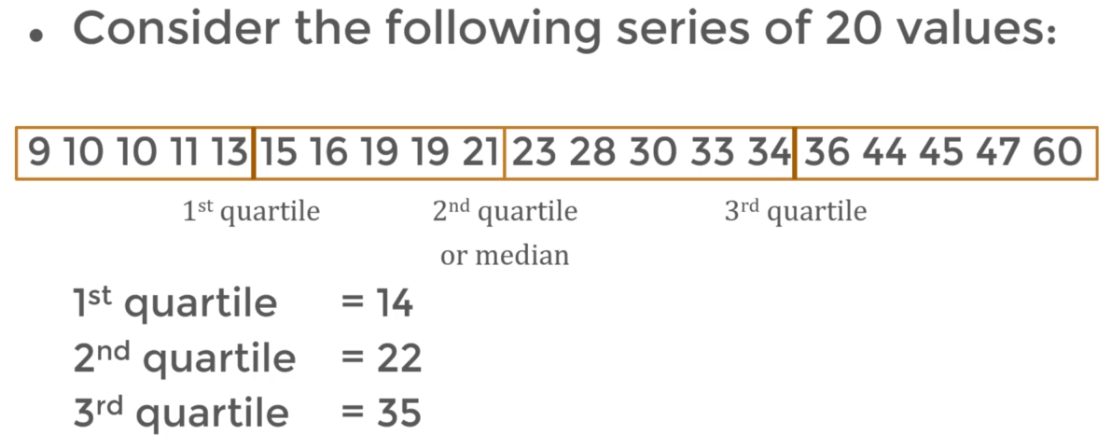 • Consider the following series of 20 values:
9 10 10 11 13 15 16 19 19 21 23 28 30 33 34 36 44 45 47 60
1st quartile 2nd quartile 3rd quartile
or median
1st quartile = 14
2nd quartile = 22
3rd quartile = 35